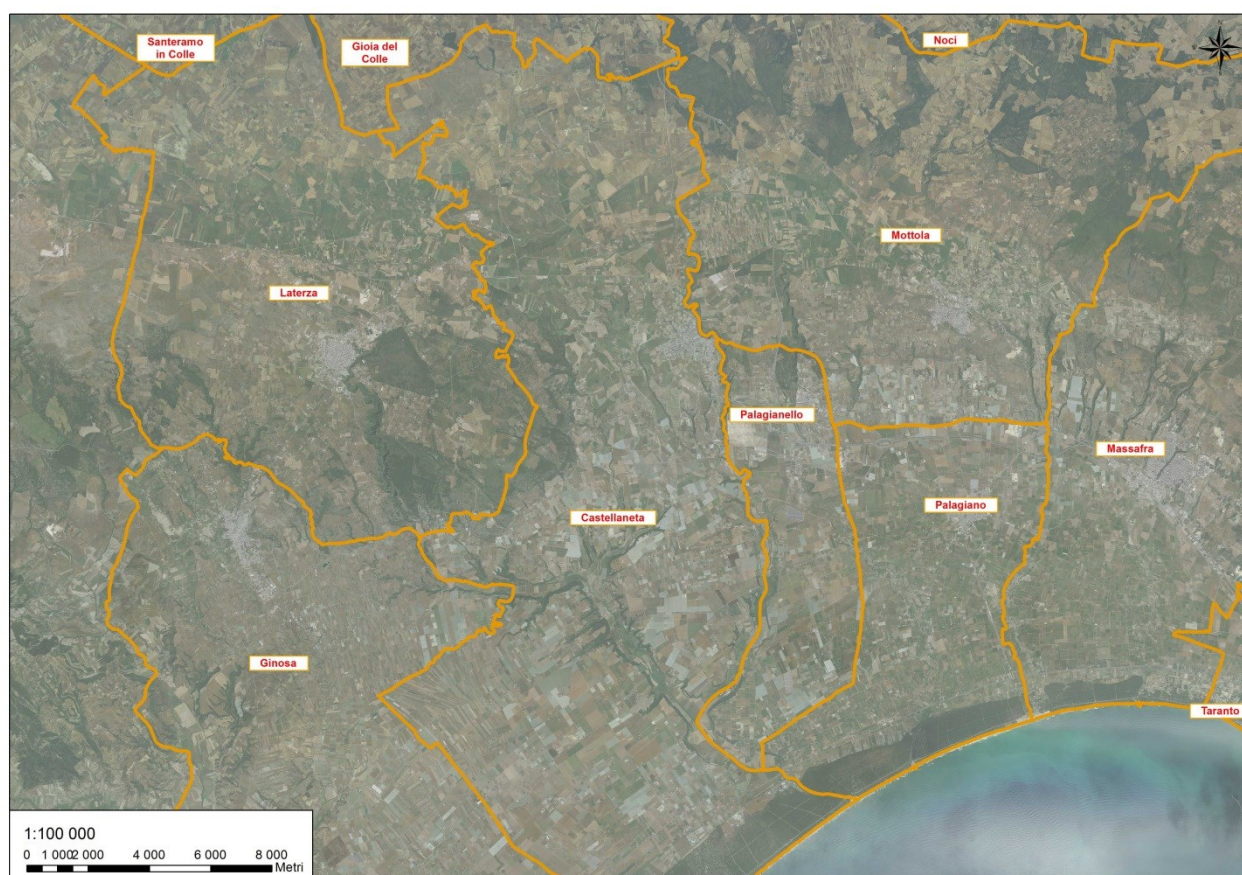 Santeramo
in Colle
Gioia del
Colle
Noci
N
Mottola
Laterza
Palagianello
Massafra
Palagiano
Castellaneta
Ginosa
Taranto
1:100 000
0 1 000 2 000 4 000 6 000 8 000
Metri